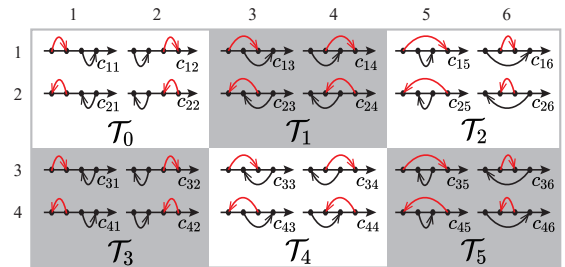 1 2 3 4 5 6
1 c11 c12 c13 c14 c15 c16
2 c21 c22 c23 c24 c25 c26
T0 T1 T2
3 c31 c32 c33 c34 c35 c36
4 c41 c42 c43 c44 c45 c46
T3 T4 T5